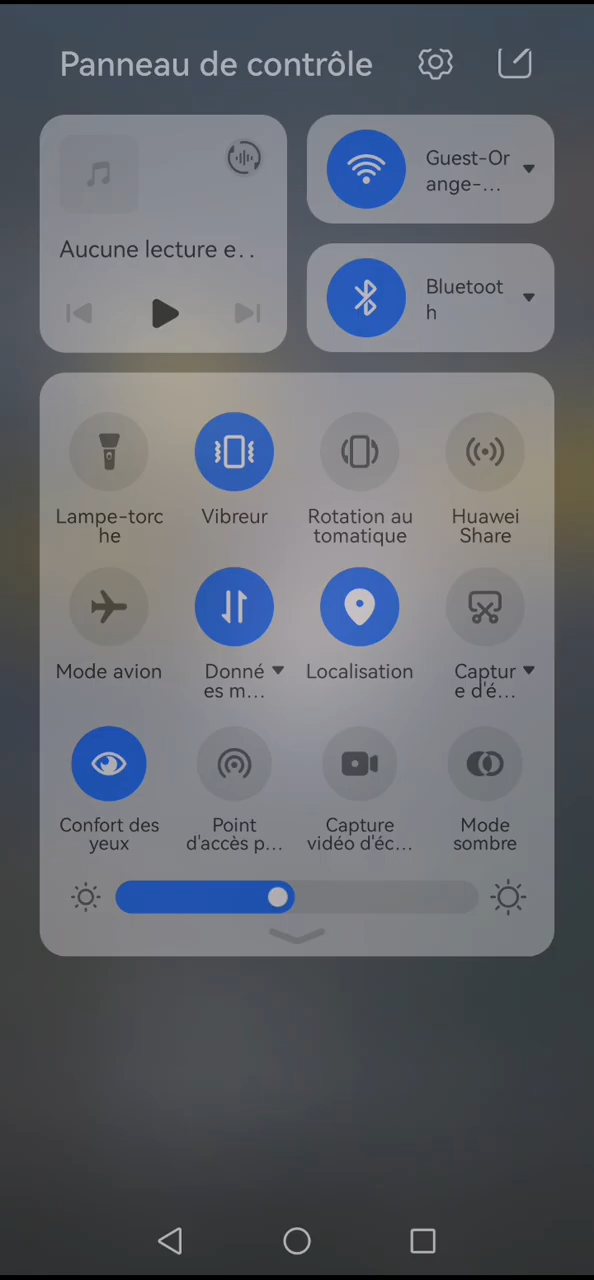 Panneau de contrôle
Guest-Or
ange-...
Aucune lecture e..
Bluetoot
h
Lampe-torc
he
Vibreur
Rotation au
tomatique
Huawei
Share
Mode avion
Donné
es m...
Localisation
Captur
e d'é...
Confort des
yeux
Point
d'accès p...
Capture
vidéo d'éc...
Mode
sombre